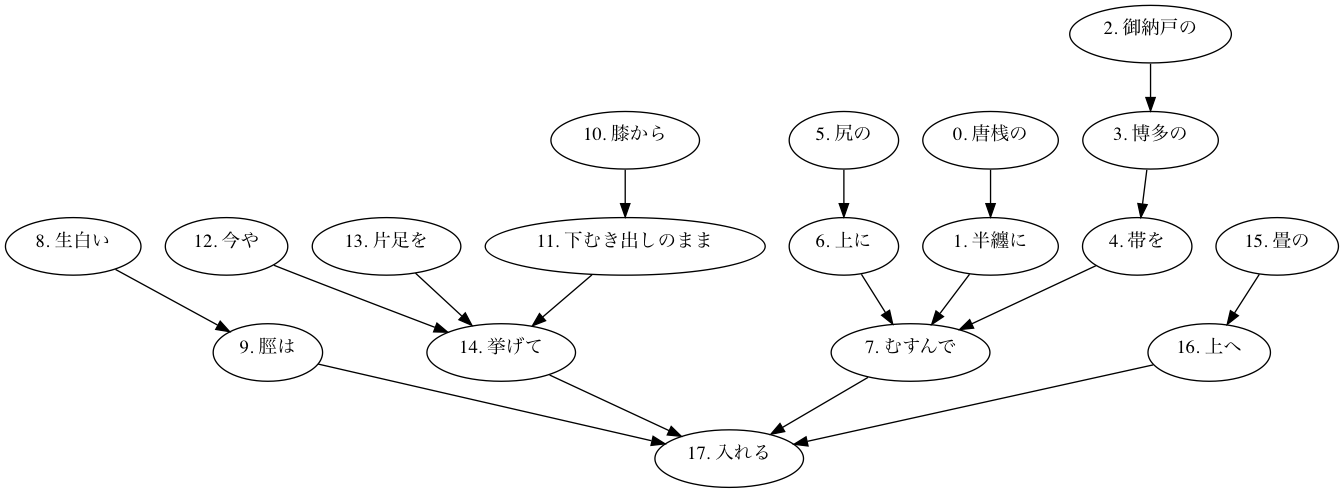 2. 御納戸の
10. 膝から
5. 尻の
0. 唐桟の
3. 博多の
8. 生白い
12. 今や
13. 片足を
11. 下むき出しのまま
6. 上に
1. 半纏に
4. 帯を
15. 畳の
9. 脛は
14. 挙げて
7. むすんで
16. 上へ
17. 入れる